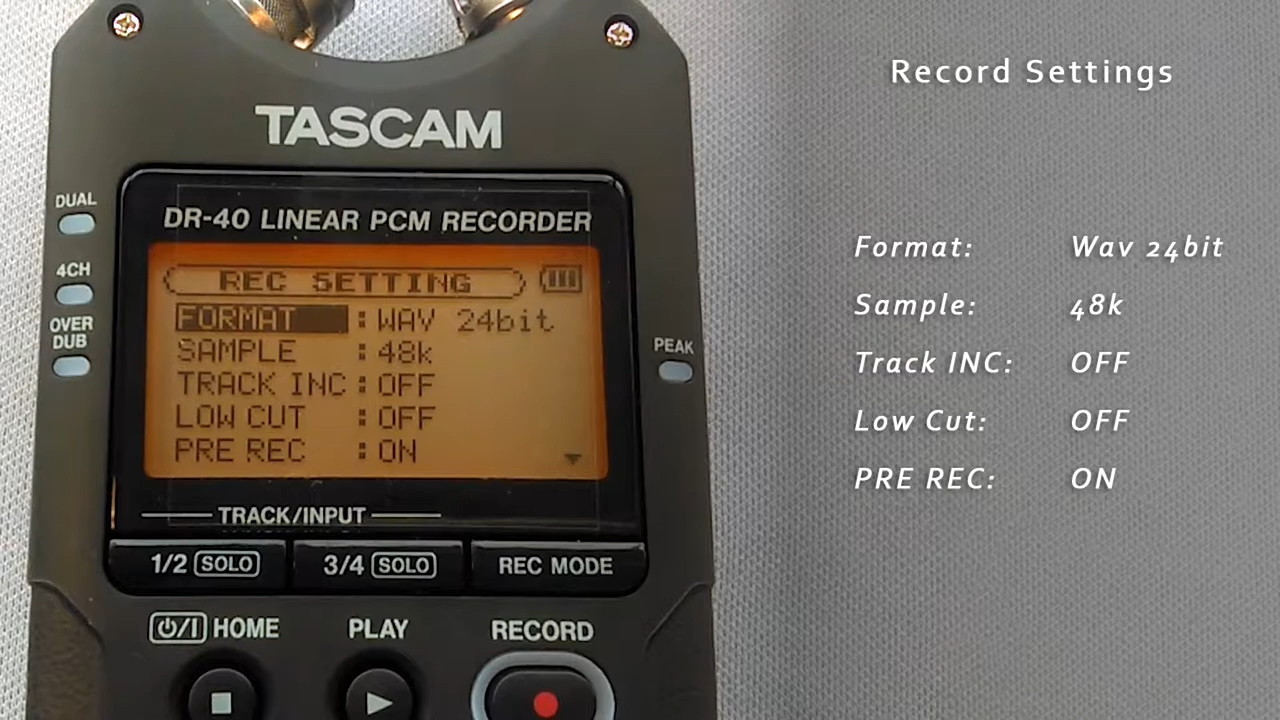 TASCAM
DR-40 LINEAR PCM RECORDER
DUAL
4CH
OVER
DUB
PEAK
REC SETTING
FORMAT : WAV 24bit
SAMPLE : 48k
TRACK INC : OFF
LOW CUT : OFF
PRE REC : ON
TRACK/INPUT
1/2 SOLO
3/4 SOLO
REC MODE
⏻/I HOME
PLAY
RECORD
Record Settings
Format: Wav 24bit
Sample: 48k
Track INC: OFF
Low Cut: OFF
PRE REC: ON